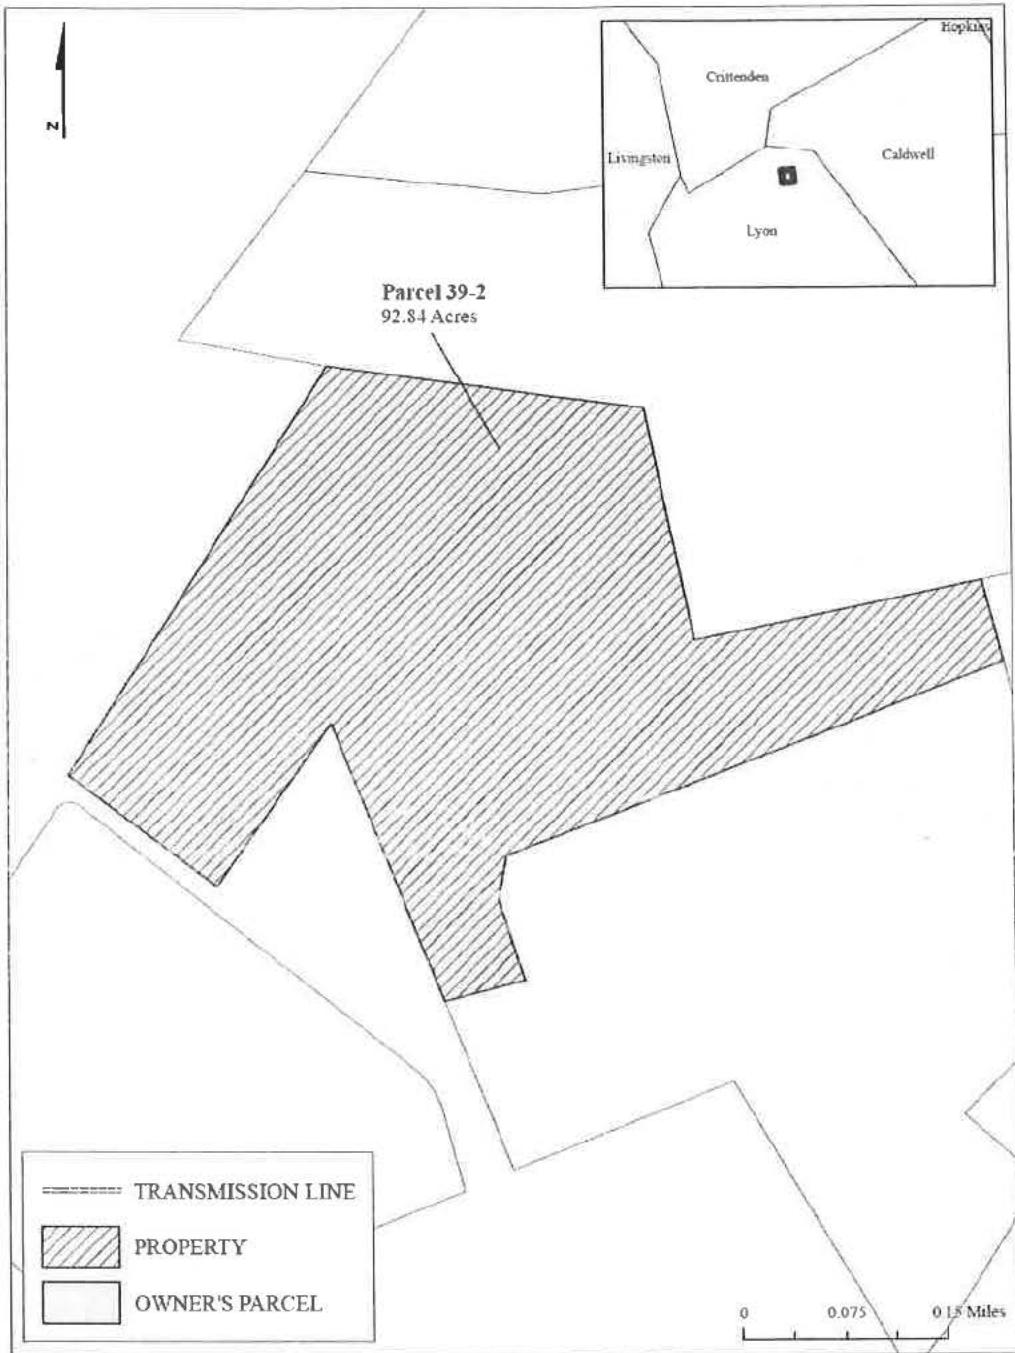 N
Hopkins
Crittenden
Livingston
Caldwell
Lyon
Parcel 39-2
92.84 Acres
TRANSMISSION LINE
PROPERTY
OWNER'S PARCEL
0 0.075 0.15 Miles